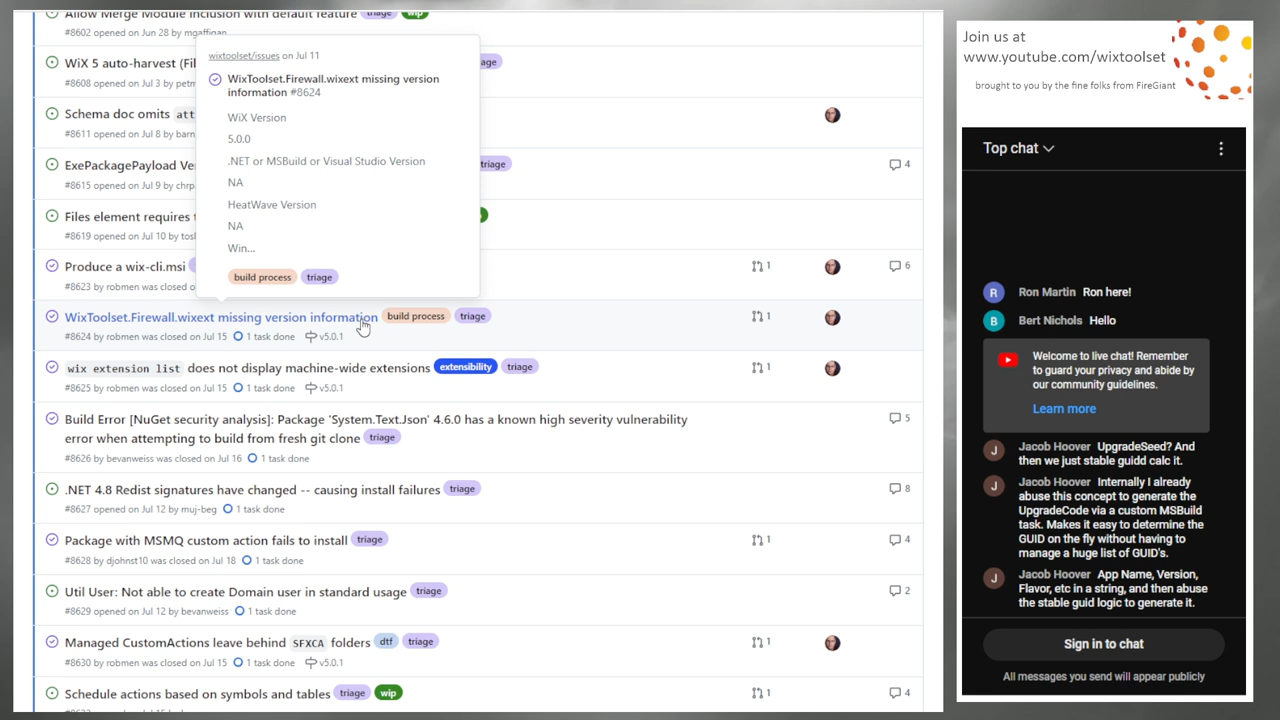 Allow Merge Module inclusion with default feature triage wip
#8602 opened on Jun 28 by mgaffigan
wixtoolset/issues on Jul 11
WixToolset.Firewall.wixext missing version
information #8624
WiX Version
5.0.0
.NET or MSBuild or Visual Studio Version
NA
HeatWave Version
NA
Win...
build process triage
WiX 5 auto-harvest (Fi
#8608 opened on Jul 3 by petm
Schema doc omits att
#8611 opened on Jul 8 by barn
ExePackagePayload Ve triage 4
#8615 opened on Jul 9 by chrp
Files element requires t
#8619 opened on Jul 10 by tosk
Produce a wix-cli.msi 1 6
#8623 by robmen was closed on
WixToolset.Firewall.wixext missing version information build process triage 1
#8624 by robmen was closed on Jul 15 1 task done v5.0.1
wix extension list does not display machine-wide extensions extensibility triage 1
#8625 by robmen was closed on Jul 15 1 task done v5.0.1
Build Error [NuGet security analysis]: Package 'System.Text.Json' 4.6.0 has a known high severity vulnerability 5
error when attempting to build from fresh git clone triage
#8626 by bevanweiss was closed on Jul 16 1 task done
.NET 4.8 Redist signatures have changed -- causing install failures triage 8
#8627 opened on Jul 12 by muj-beg 1 task done
Package with MSMQ custom action fails to install triage 1 4
#8628 by djohnst10 was closed on Jul 18 1 task done
Util User: Not able to create Domain user in standard usage triage 2
#8629 opened on Jul 12 by bevanweiss 1 task done
Managed CustomActions leave behind SFXCA folders dtf triage 1
#8630 by robmen was closed on Jul 15 1 task done v5.0.1
Schedule actions based on symbols and tables triage wip 1 4
Join us at
www.youtube.com/wixtoolset
brought to you by the fine folks from FireGiant
Top chat
R Ron Martin Ron here!
B Bert Nichols Hello
Welcome to live chat! Remember
to guard your privacy and abide by
our community guidelines.
Learn more
J Jacob Hoover UpgradeSeed? And
then we just stable guidd calc it.
J Jacob Hoover Internally I already
abuse this concept to generate the
UpgradeCode via a custom MSBuild
task. Makes it easy to determine the
GUID on the fly without having to
manage a huge list of GUID's.
J Jacob Hoover App Name, Version,
Flavor, etc in a string, and then abuse
the stable guid logic to generate it.
Sign in to chat
All messages you send will appear publicly